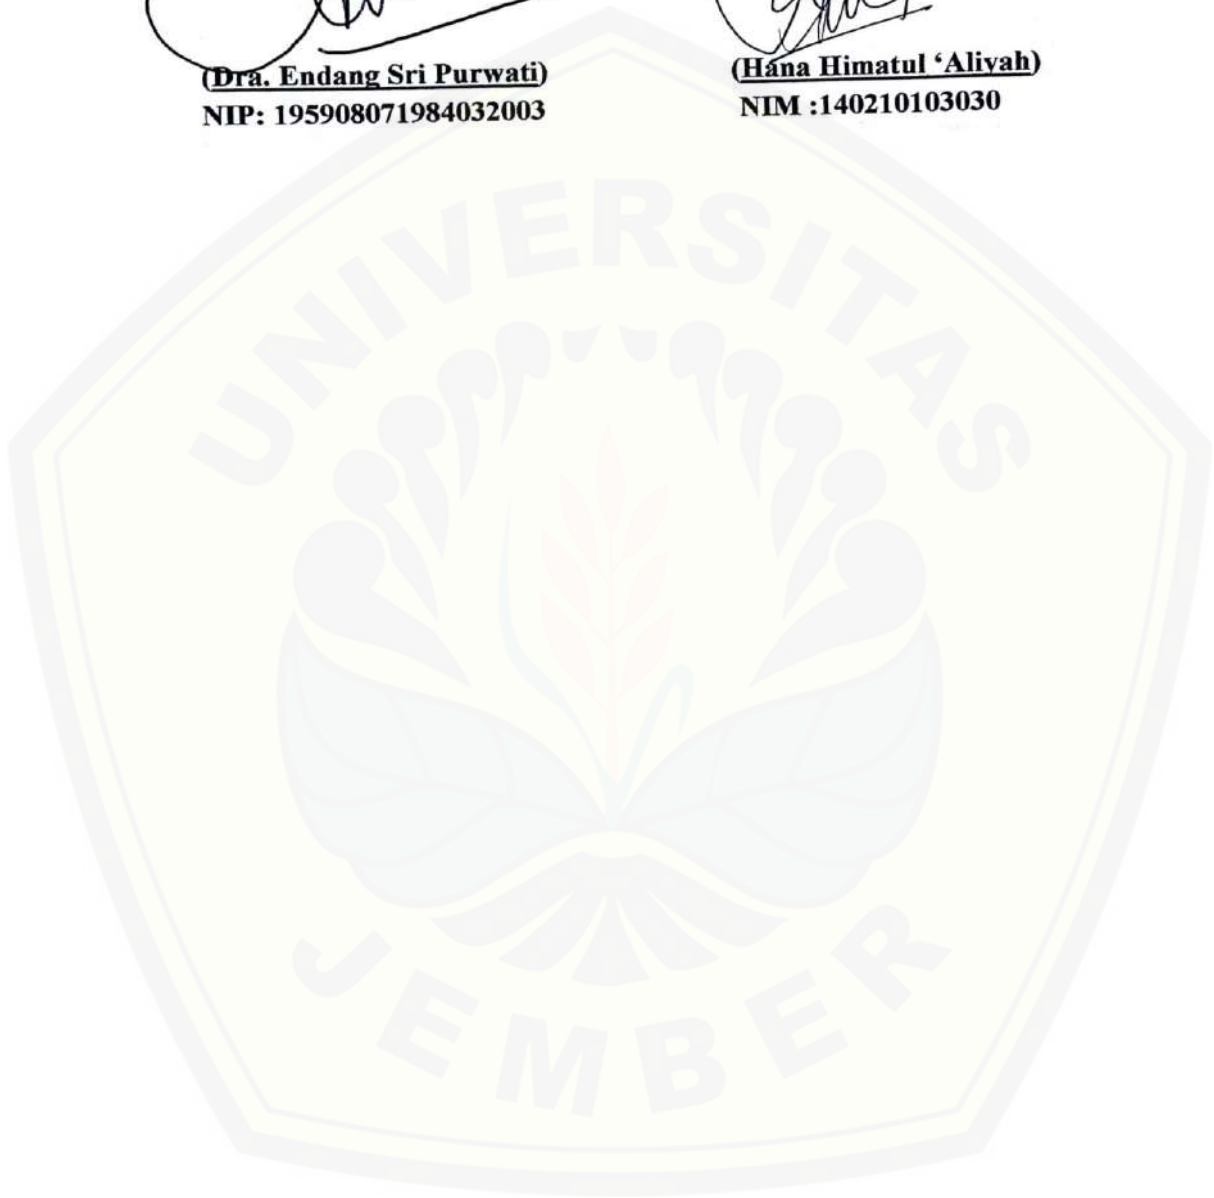 (Dra. Endang Sri Purwati)
NIP: 195908071984032003
(Hana Himatul ‘Aliyah)
NIM :140210103030
UNIVERSITAS
JEMBER